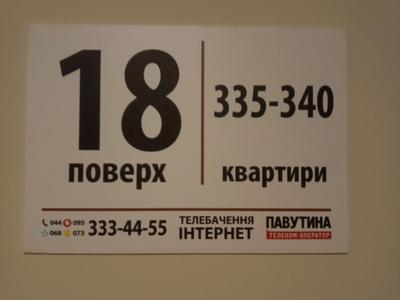 18
поверх
335-340
квартири
044 095
068 073
333-44-55
ТЕЛЕБАЧЕННЯ
ІНТЕРНЕТ
ПАВУТИНА
ТЕЛЕКОМ-ОПЕРАТОР